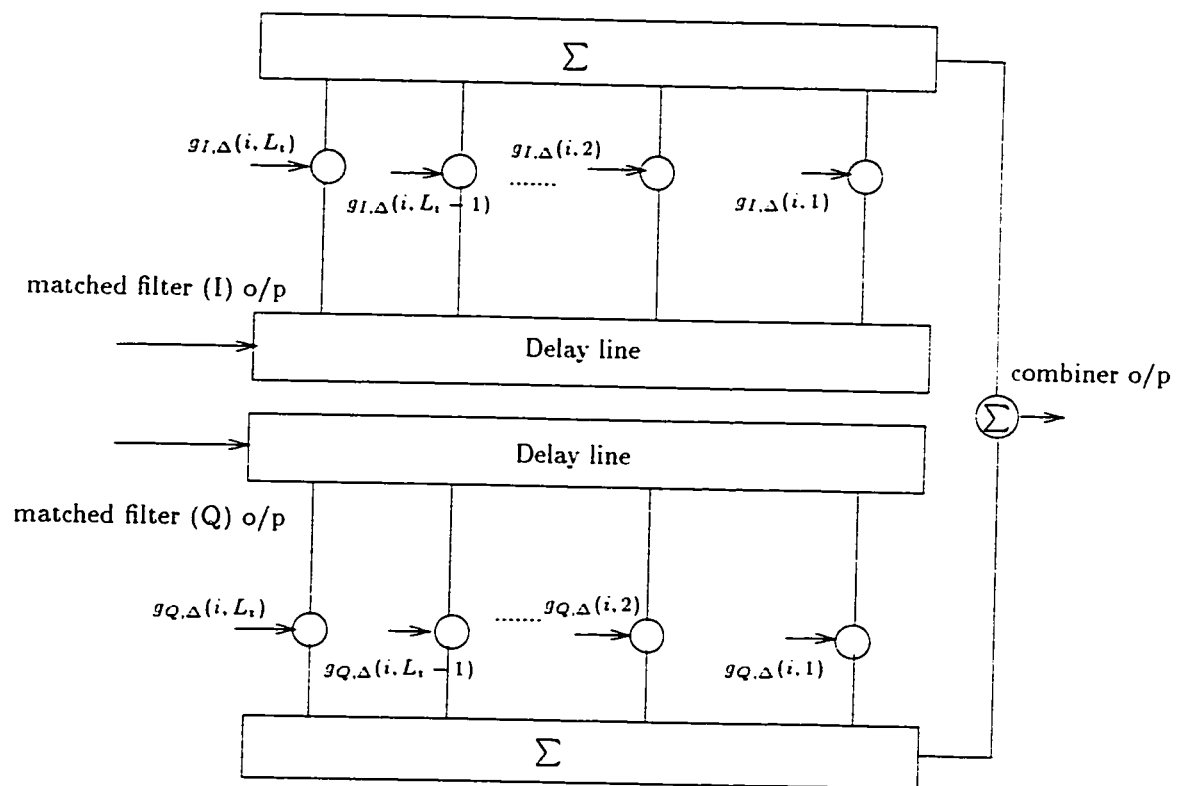 Σ
g_{I,Δ}(i, L_t)
g_{I,Δ}(i, 2)
.......
g_{I,Δ}(i, L_t − 1)
g_{I,Δ}(i, 1)
matched filter (I) o/p
Delay line
combiner o/p
Σ
Delay line
matched filter (Q) o/p
g_{Q,Δ}(i, L_t)
.......
g_{Q,Δ}(i, 2)
g_{Q,Δ}(i, L_t − 1)
g_{Q,Δ}(i, 1)
Σ